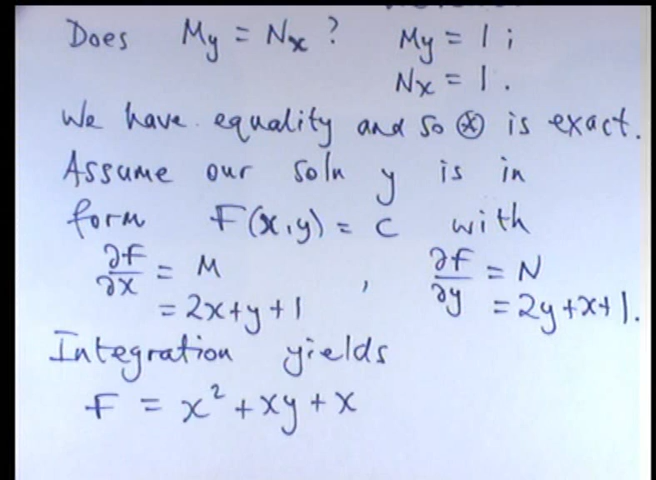 Does My = Nx ? My = 1 ;
Nx = 1 .
We have equality and so ⊛ is exact.
Assume our soln y is in
form F(x,y) = C with
∂f/∂x = M , ∂f/∂y = N
= 2x+y+1 = 2y+x+1.
Integration yields
F = x² + xy + x